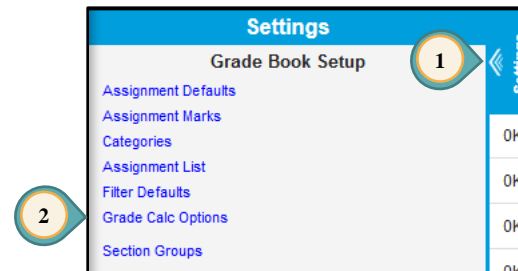 Settings
Grade Book Setup
1
Settings
Assignment Defaults
Assignment Marks
Categories
Assignment List
Filter Defaults
2
Grade Calc Options
Section Groups